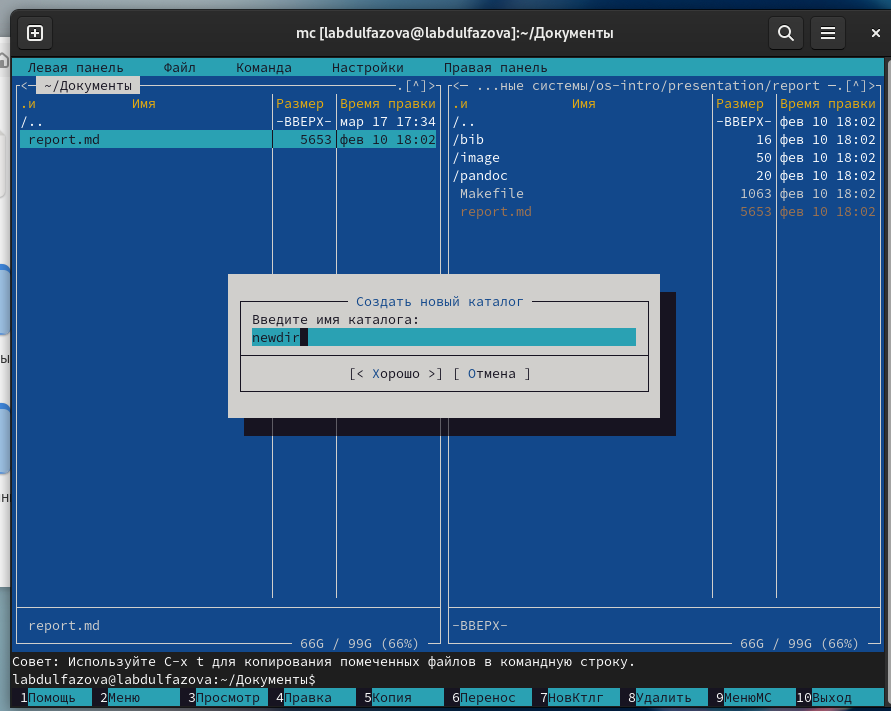 mc [labdulfazova@labdulfazova]:~/Документы
Левая панель Файл Команда Настройки Правая панель
<─ ~/Документы ─.[^]>
.и Имя Размер Время правки
/.. -ВВЕРХ- мар 17 17:34
report.md 5653 фев 10 18:02
<─ ...ные системы/os-intro/presentation/report ─.[^]>
.и Имя Размер Время правки
/.. -ВВЕРХ- фев 10 18:02
/bib 16 фев 10 18:02
/image 50 фев 10 18:02
/pandoc 20 фев 10 18:02
Makefile 1063 фев 10 18:02
report.md 5653 фев 10 18:02
Создать новый каталог
Введите имя каталога:
newdir
[< Хорошо >] [ Отмена ]
report.md
66G / 99G (66%)
-ВВЕРХ-
66G / 99G (66%)
Совет: Используйте C-x t для копирования помеченных файлов в командную строку.
labdulfazova@labdulfazova:~/Документы$
1Помощь 2Меню 3Просмотр 4Правка 5Копия 6Перенос 7НовКтлг 8Удалить 9МенюМС 10Выход